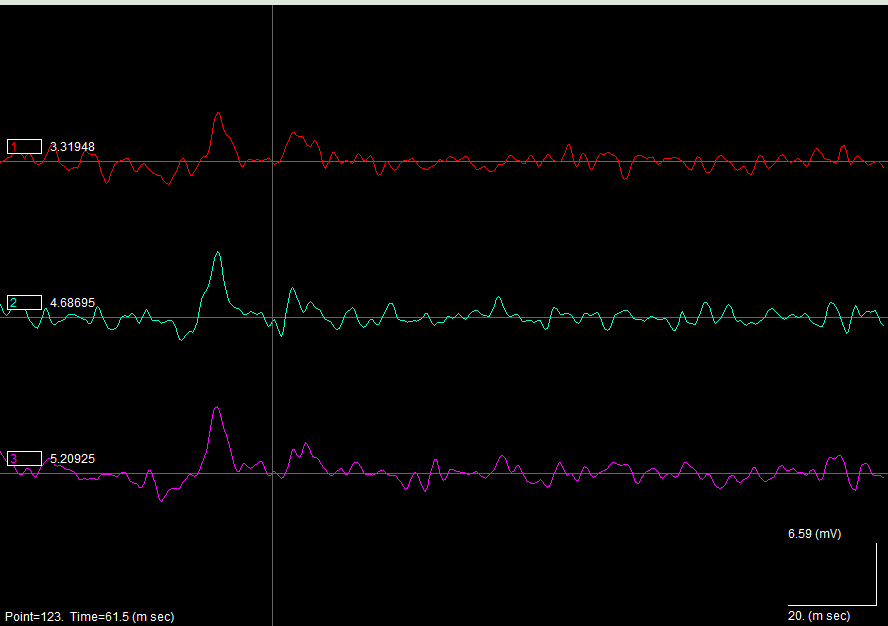 1 3.31948
2 4.68695
3 5.20925
6.59 (mV)
20. (m sec)
Point=123. Time=61.5 (m sec)